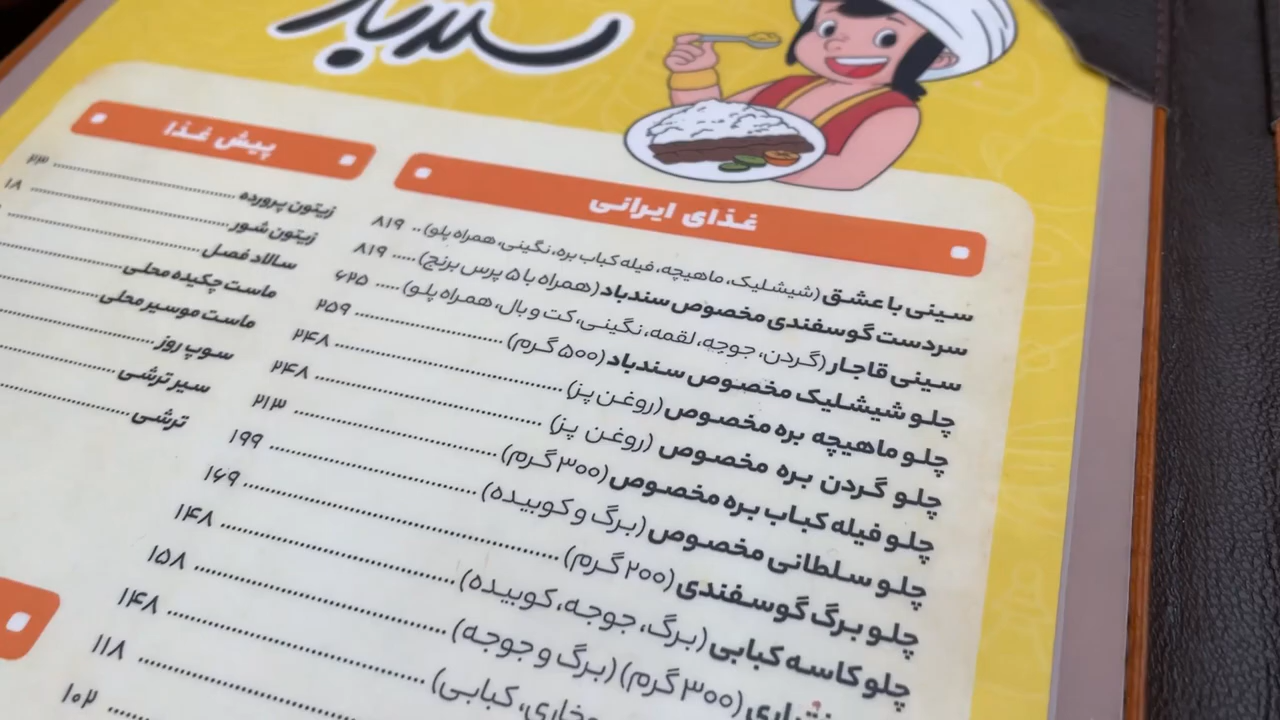 سندباد
غذای ایرانی
سینی با عشق (شیشلیک، ماهیچه، فیله کباب بره، نگینی، همراه پلو) .. ۸۱۹
سردست گوسفندی مخصوص سندباد (همراه با ۵ پرس برنج) ..... ۸۱۹
سینی قاجار (گردن، جوجه، لقمه، نگینی، کت و بال، همراه پلو) ..... ۶۲۵
چلو شیشلیک مخصوص سندباد (۵۰۰ گرم) ..... ۲۵۹
چلو ماهیچه بره مخصوص (روغن پز) ..... ۲۴۸
چلو گردن بره مخصوص (روغن پز) ..... ۲۴۸
چلو فیله کباب بره مخصوص (۳۰۰ گرم) ..... ۲۱۳
چلو سلطانی مخصوص (برگ و کوبیده) ..... ۱۹۹
چلو برگ گوسفندی (۲۰۰ گرم) ..... ۱۶۹
چلو کاسه کبابی (برگ، جوجه، کوبیده) ..... ۱۴۸
(۳۰۰ گرم) (برگ و جوجه) ..... ۱۵۸
کبابی) ..... ۱۴۸
۱۱۸
۱۰۲
پیش غذا
زیتون پرورده ..... ۲۳
زیتون شور ..... ۱۸
سالاد فصل
ماست چکیده محلی
ماست موسیر محلی
سوپ روز
سیر ترشی
ترشی